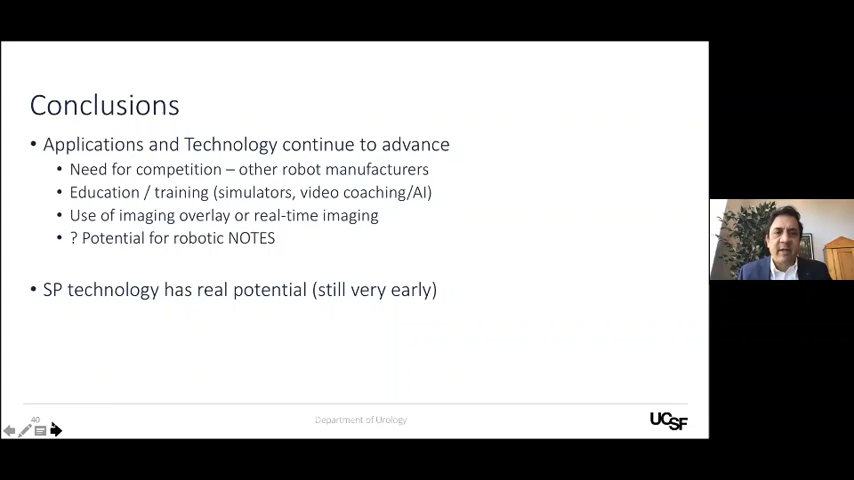 Conclusions
• Applications and Technology continue to advance
• Need for competition – other robot manufacturers
• Education / training (simulators, video coaching/AI)
• Use of imaging overlay or real-time imaging
• ? Potential for robotic NOTES
• SP technology has real potential (still very early)
40
Department of Urology
UCSF